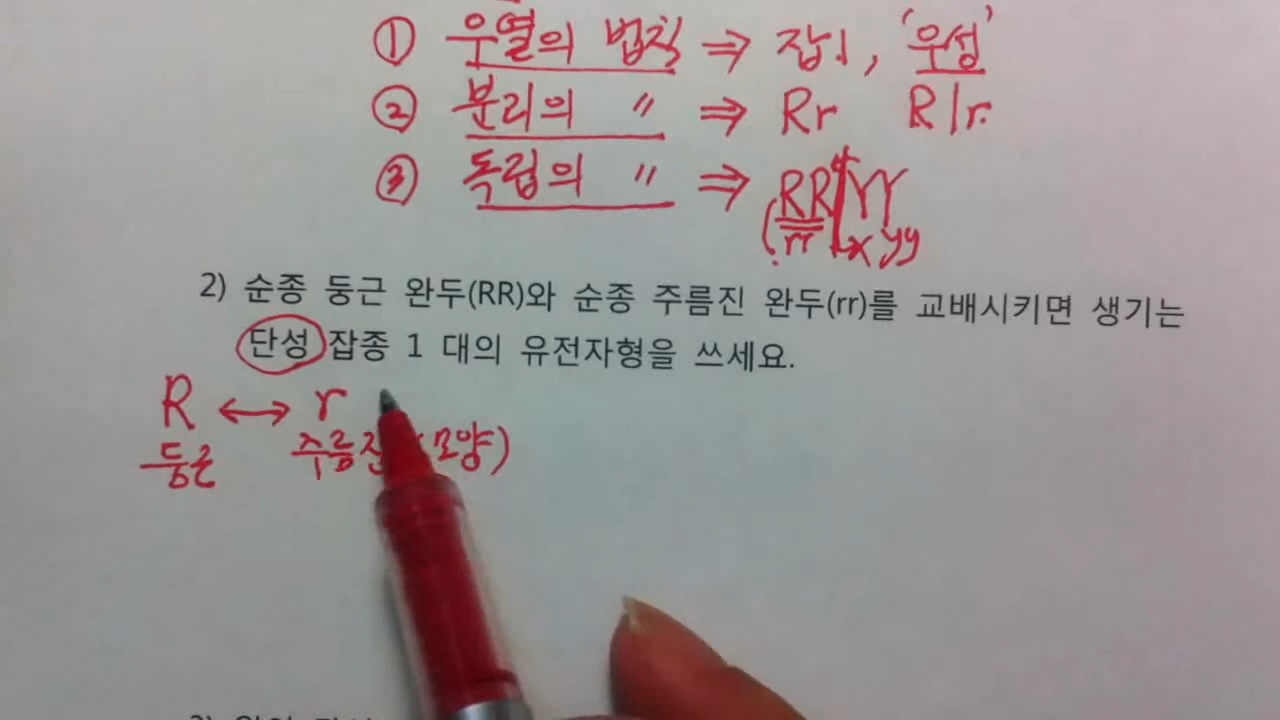 ① 우열의 법칙 ⇒ 잡1, '우성'
② 분리의 〃 ⇒ Rr R|r.
③ 독립의 〃 ⇒ RR YY
(rr x yy
2) 순종 둥근 완두(RR)와 순종 주름진 완두(rr)를 교배시키면 생기는
단성 잡종 1 대의 유전자형을 쓰세요.
R ↔ r
둥근 주름진 모양)